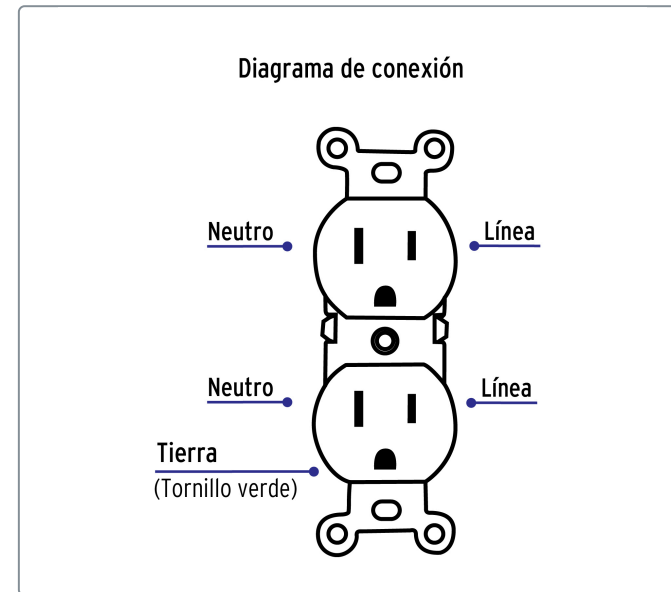 Diagrama de conexión
Neutro
Línea
Neutro
Línea
Tierra
(Tornillo verde)